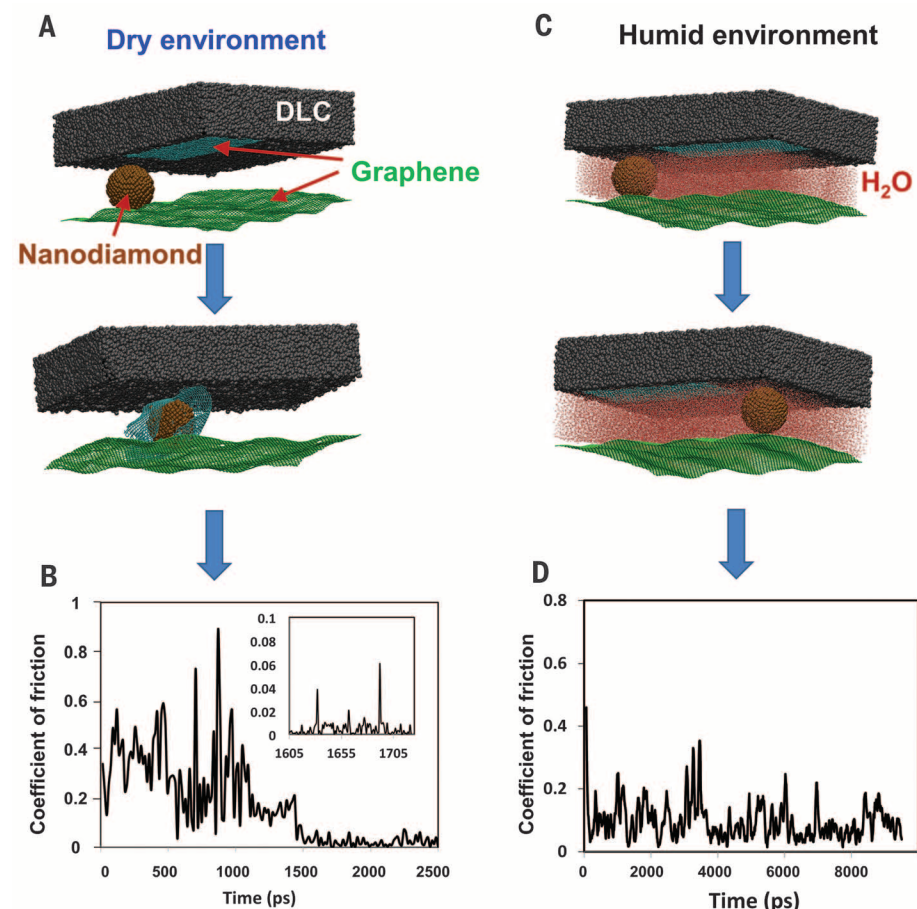 A
Dry environment
DLC
Graphene
Nanodiamond
B
Coefficient of friction
1
0.8
0.6
0.4
0.2
0
0 500 1000 1500 2000 2500
Time (ps)
0.1
0.08
0.06
0.04
0.02
0
1605 1655 1705
C
Humid environment
H₂O
D
Coefficient of friction
0.8
0.6
0.4
0.2
0
0 2000 4000 6000 8000
Time (ps)